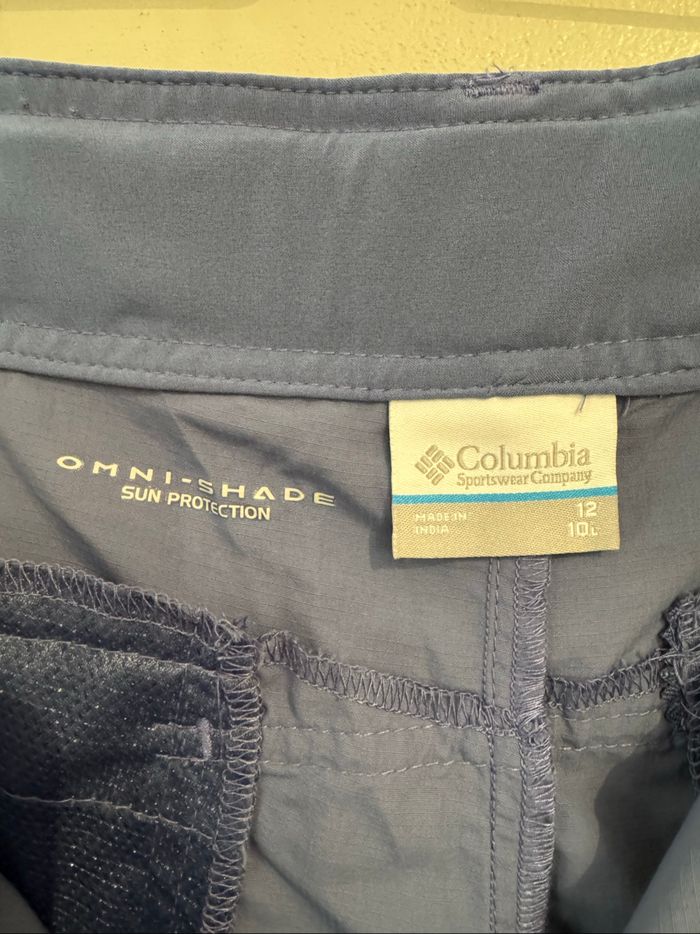 OMNI-SHADE
SUN PROTECTION
Columbia
Sportswear Company
MADE IN
INDIA
12
10L